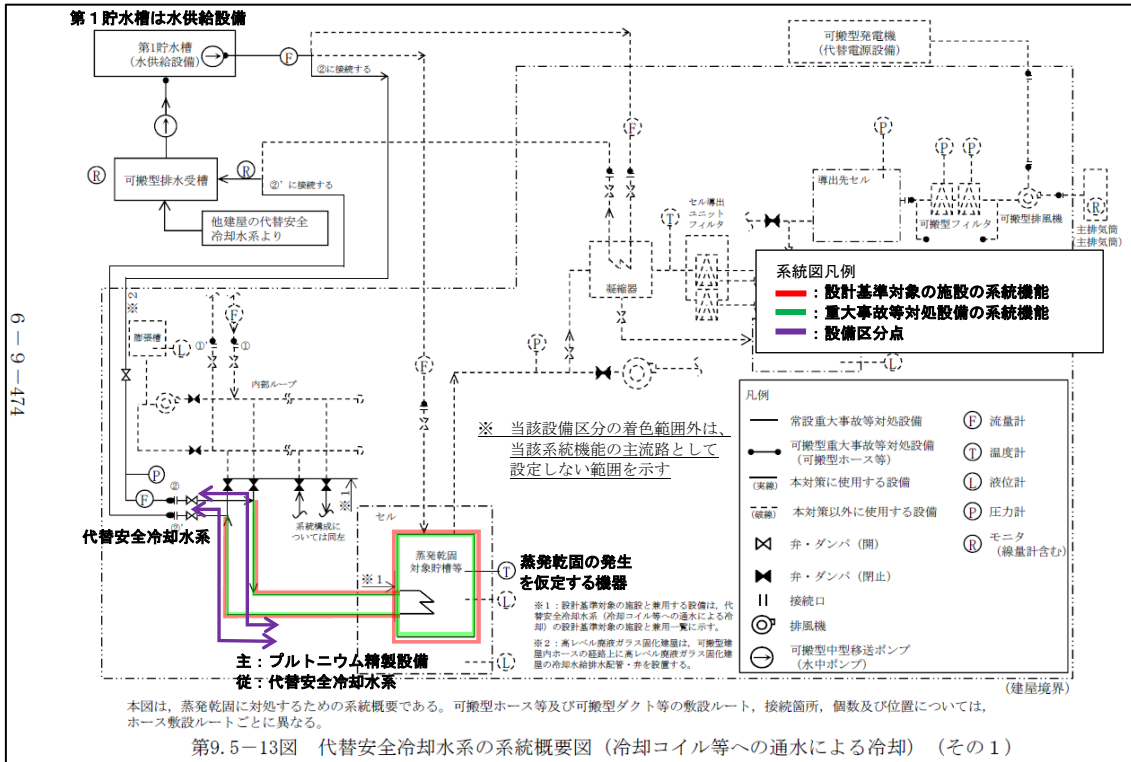 第１貯水槽は水供給設備
第1貯水槽
(水供給設備)
F
②に接続する
可搬型発電機
(代替電源設備)
F
P
P
P
R
可搬型排水受槽
R
②’に接続する
他建屋の代替安全
冷却水系より
導出先セル
可搬型フィルタ
可搬型排風機
R
主排気筒
(主排気筒)
セル導出
ユニット
フィルタ
T
凝縮器
系統図凡例
：設計基準対象の施設の系統機能
：重大事故等対処設備の系統機能
：設備区分点
L
※２
膨張槽
L
F
①’
①
内部ループ
P
F
※　当該設備区分の着色範囲外は、
当該系統機能の主流路として
設定しない範囲を示す
P
F
②
②’
※１
系統構成に
ついては同左
代替安全冷却水系
セル
蒸発乾固
対象貯槽等
※１
T
L
L
蒸発乾固の発生
を仮定する機器
※１：設計基準対象の施設と兼用する設備は，代
替安全冷却水系（冷却コイル等への通水による冷
却）の設計基準対象の施設と兼用一覧に示す。
※２：高レベル廃液ガラス固化建屋は，可搬型建
屋内ホースの経路上に高レベル廃液ガラス固化建
屋の冷却水給排水配管・弁を設置する。
主：プルトニウム精製設備
従：代替安全冷却水系
凡例
常設重大事故等対処設備
可搬型重大事故等対処設備
(可搬型ホース等)
(実線)
本対策に使用する設備
(破線)
本対策以外に使用する設備
弁・ダンパ（開）
弁・ダンパ（閉止）
接続口
排風機
可搬型中型移送ポンプ
(水中ポンプ)
F 流量計
T 温度計
L 液位計
P 圧力計
R モニタ
(線量計含む)
(建屋境界)
本図は，蒸発乾固に対処するための系統概要である。可搬型ホース等及び可搬型ダクト等の敷設ルート，接続箇所，個数及び位置については，
ホース敷設ルートごとに異なる。
第9.5－13図　代替安全冷却水系の系統概要図（冷却コイル等への通水による冷却）（その１）
6－9－474